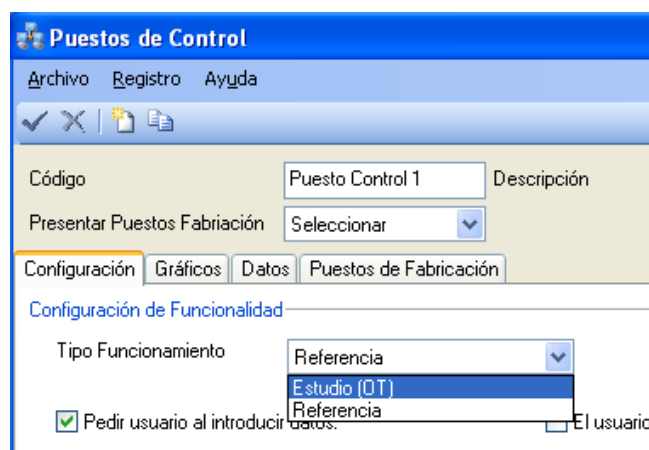 Puestos de Control
Archivo Registro Ayuda
Código Puesto Control 1 Descripción
Presentar Puestos Fabriación Seleccionar
Configuración Gráficos Datos Puestos de Fabricación
Configuración de Funcionalidad
Tipo Funcionamiento Referencia
Estudio (OT)
Referencia
Pedir usuario al introducir datos. El usuario